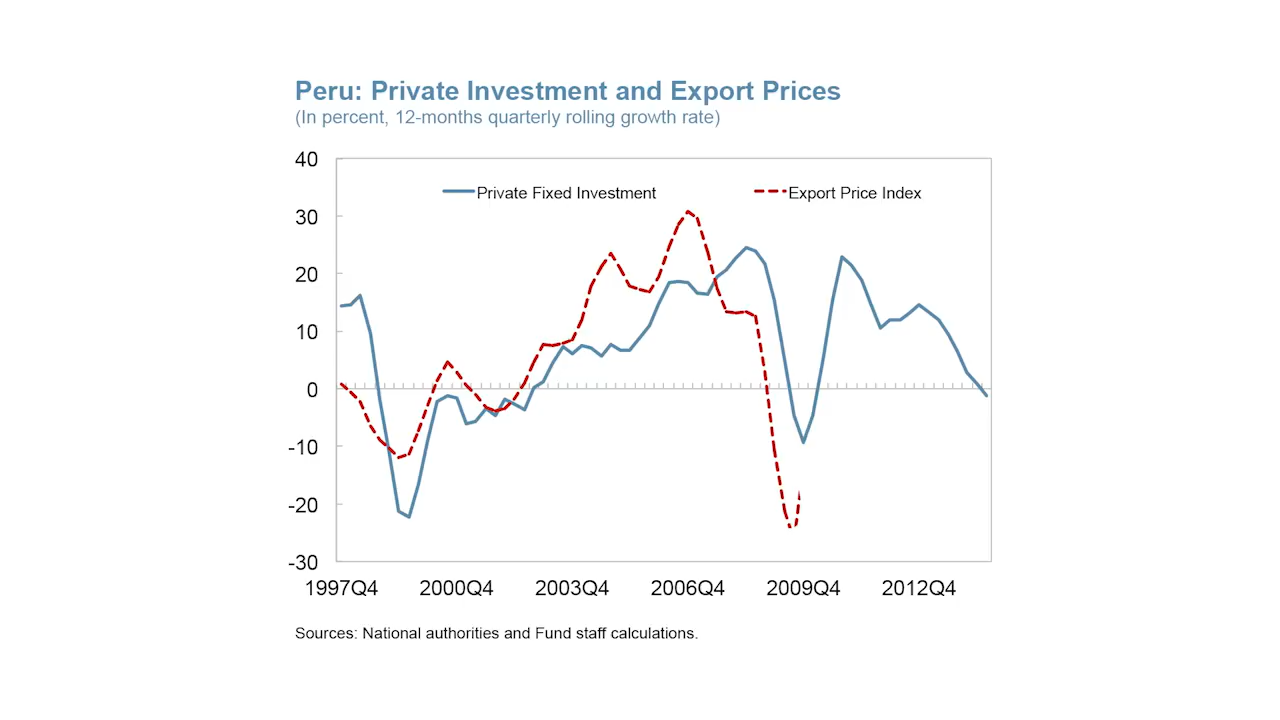 Peru: Private Investment and Export Prices
(In percent, 12-months quarterly rolling growth rate)
40
Private Fixed Investment
Export Price Index
30
20
10
0
-10
-20
-30
1997Q4 2000Q4 2003Q4 2006Q4 2009Q4 2012Q4
Sources: National authorities and Fund staff calculations.